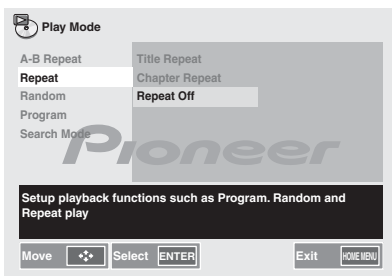 Play Mode
A-B Repeat
Repeat
Random
Program
Search Mode
Title Repeat
Chapter Repeat
Repeat Off
Pioneer
Setup playback functions such as Program. Random and
Repeat play
Move Select ENTER Exit HOME MENU